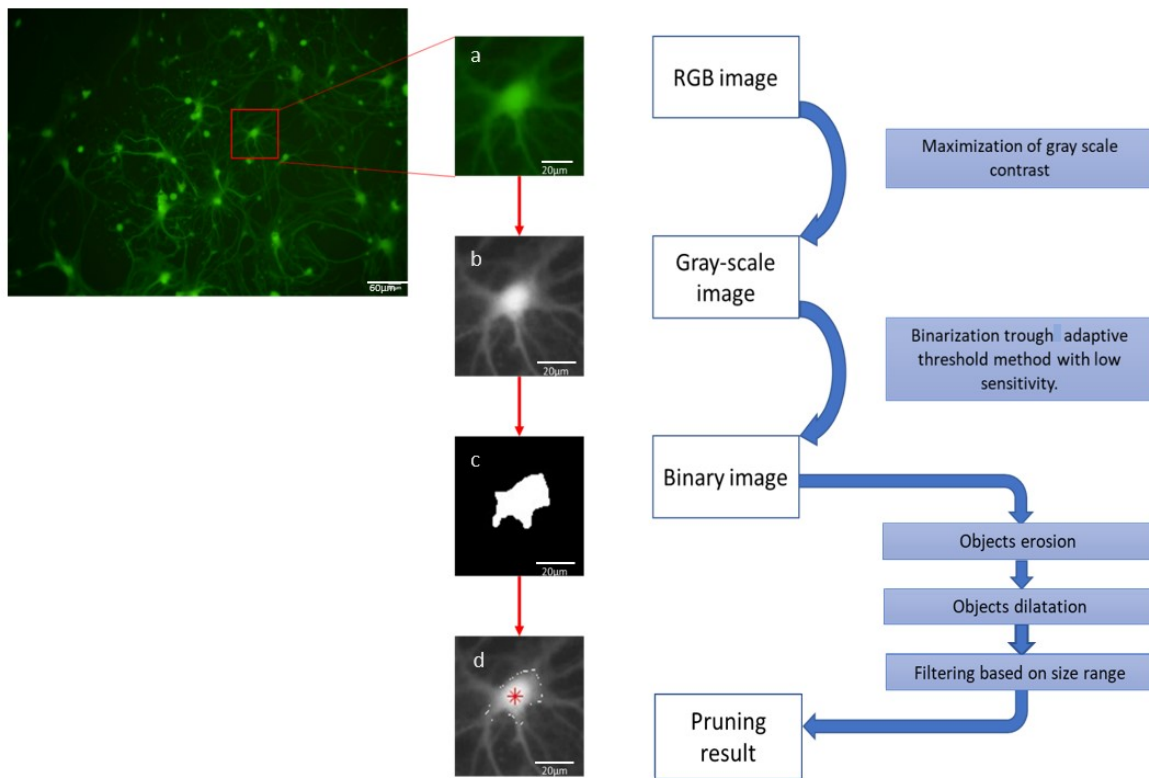 60µm
a
20µm
b
20µm
c
20µm
d
20µm
RGB image
Maximization of gray scale
contrast
Gray-scale
image
Binarization trough adaptive
threshold method with low
sensitivity.
Binary image
Objects erosion
Objects dilatation
Filtering based on size range
Pruning
result